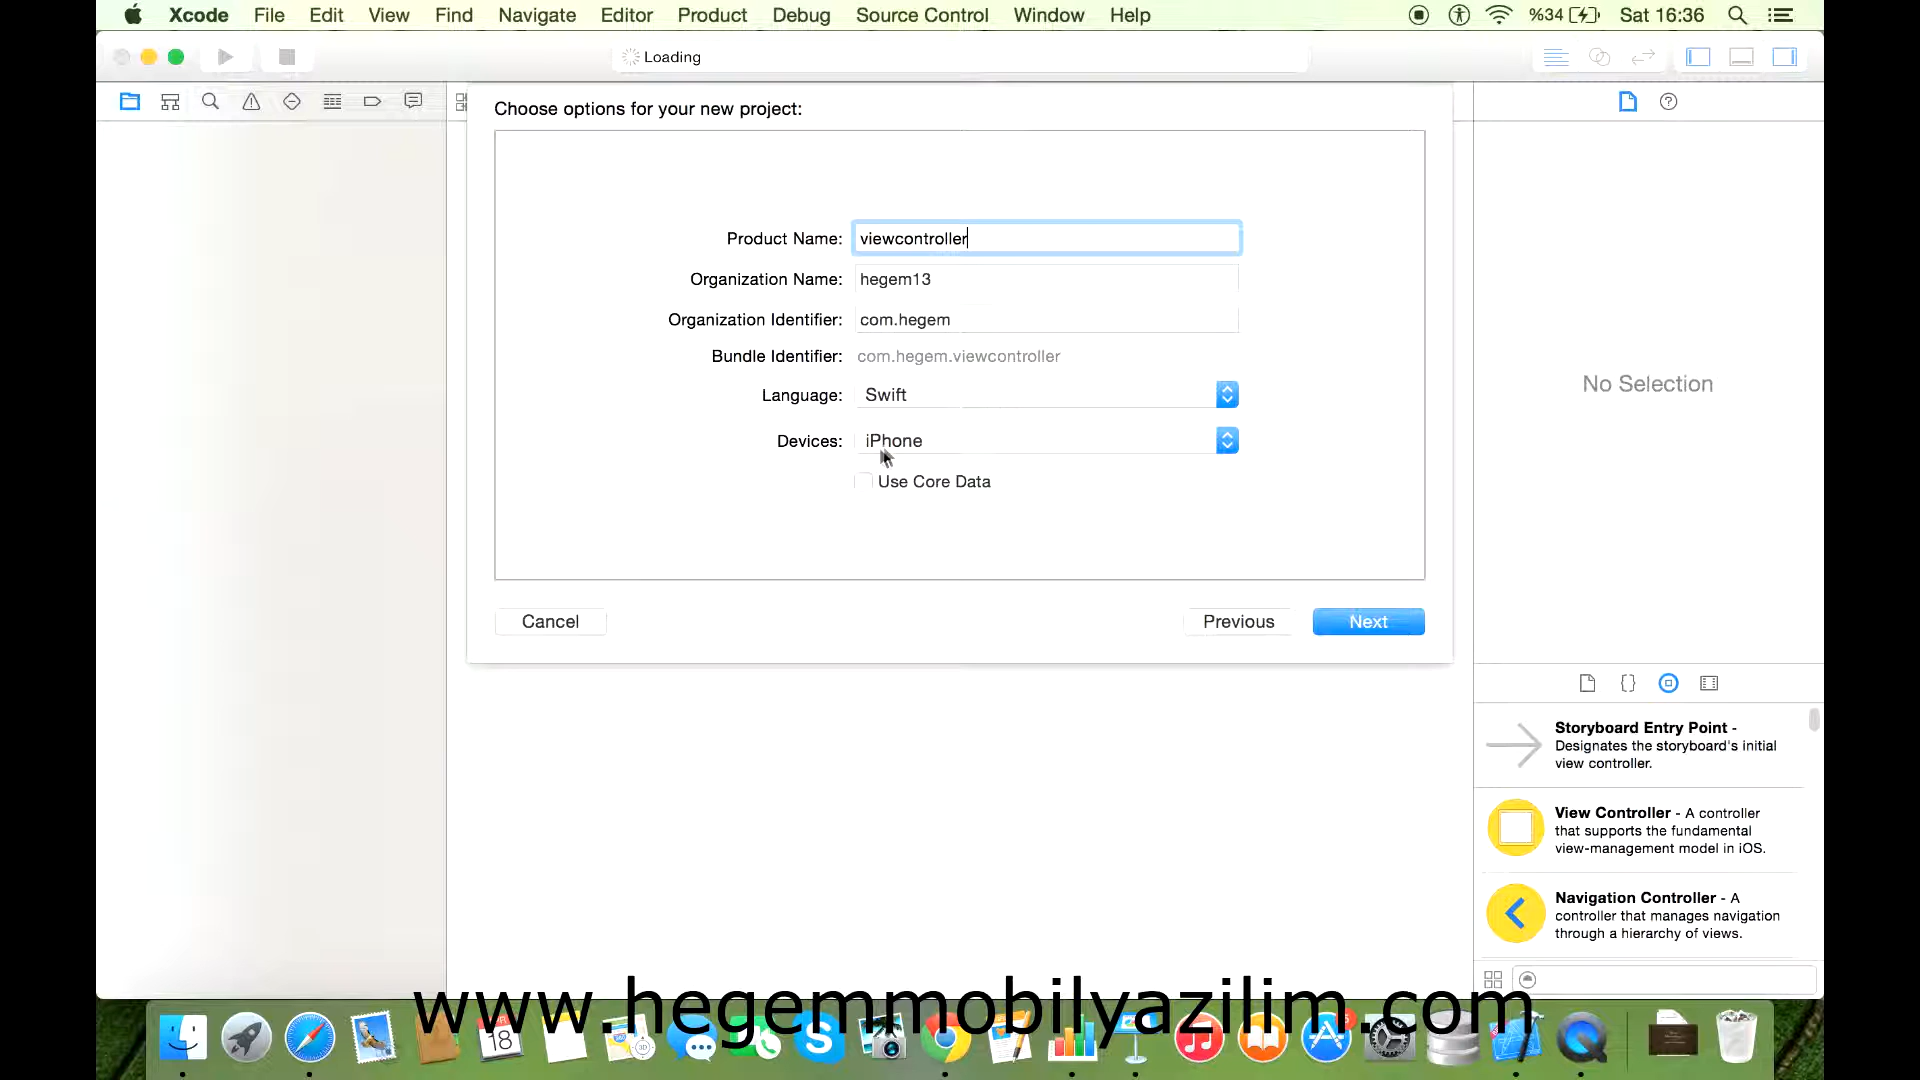 Xcode File Edit View Find Navigate Editor Product Debug Source Control Window Help %34 Sat 16:36
Loading
Choose options for your new project:
Product Name: viewcontroller
Organization Name: hegem13
Organization Identifier: com.hegem
Bundle Identifier: com.hegem.viewcontroller
Language: Swift
Devices: iPhone
Use Core Data
Cancel Previous Next
No Selection
Storyboard Entry Point -
Designates the storyboard's initial
view controller.
View Controller - A controller
that supports the fundamental
view-management model in iOS.
Navigation Controller - A
controller that manages navigation
through a hierarchy of views.
www.hegemmobilyazilim.com
18
3D